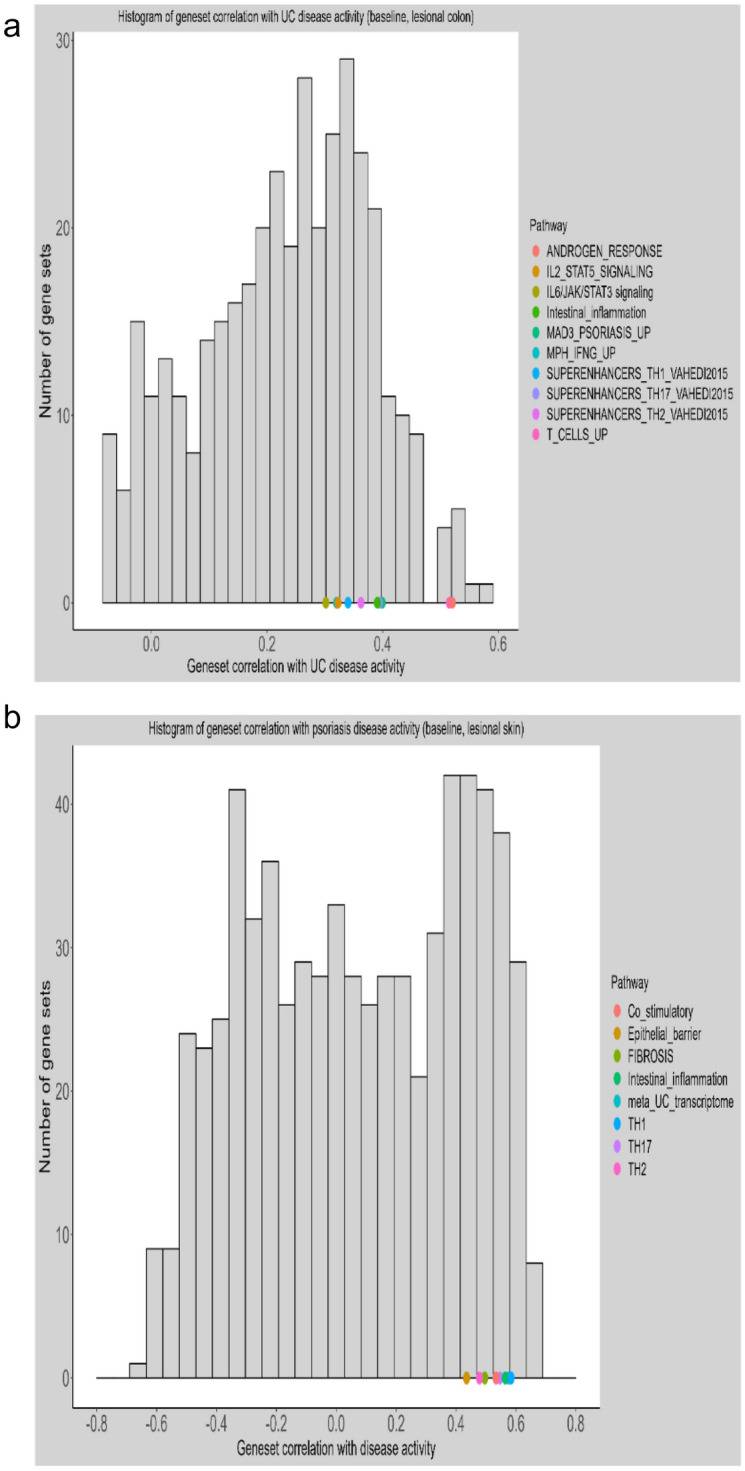 a
Histogram of geneset correlation with UC disease activity (baseline, lesional colon)
30
20
10
0
Number of gene sets
0.0 0.2 0.4 0.6
Geneset correlation with UC disease activity
Pathway
ANDROGEN_RESPONSE
IL2_STAT5_SIGNALING
IL6/JAK/STAT3 signaling
Intestinal_inflammation
MAD3_PSORIASIS_UP
MPH_IFNG_UP
SUPERENHANCERS_TH1_VAHEDI2015
SUPERENHANCERS_TH17_VAHEDI2015
SUPERENHANCERS_TH2_VAHEDI2015
T_CELLS_UP
b
Histogram of geneset correlation with psoriasis disease activity (baseline, lesional skin)
40
30
20
10
0
Number of gene sets
-0.8 -0.6 -0.4 -0.2 0.0 0.2 0.4 0.6 0.8
Geneset correlation with disease activity
Pathway
Co_stimulatory
Epithelial_barrier
FIBROSIS
Intestinal_inflammation
meta_UC_transcriptome
TH1
TH17
TH2